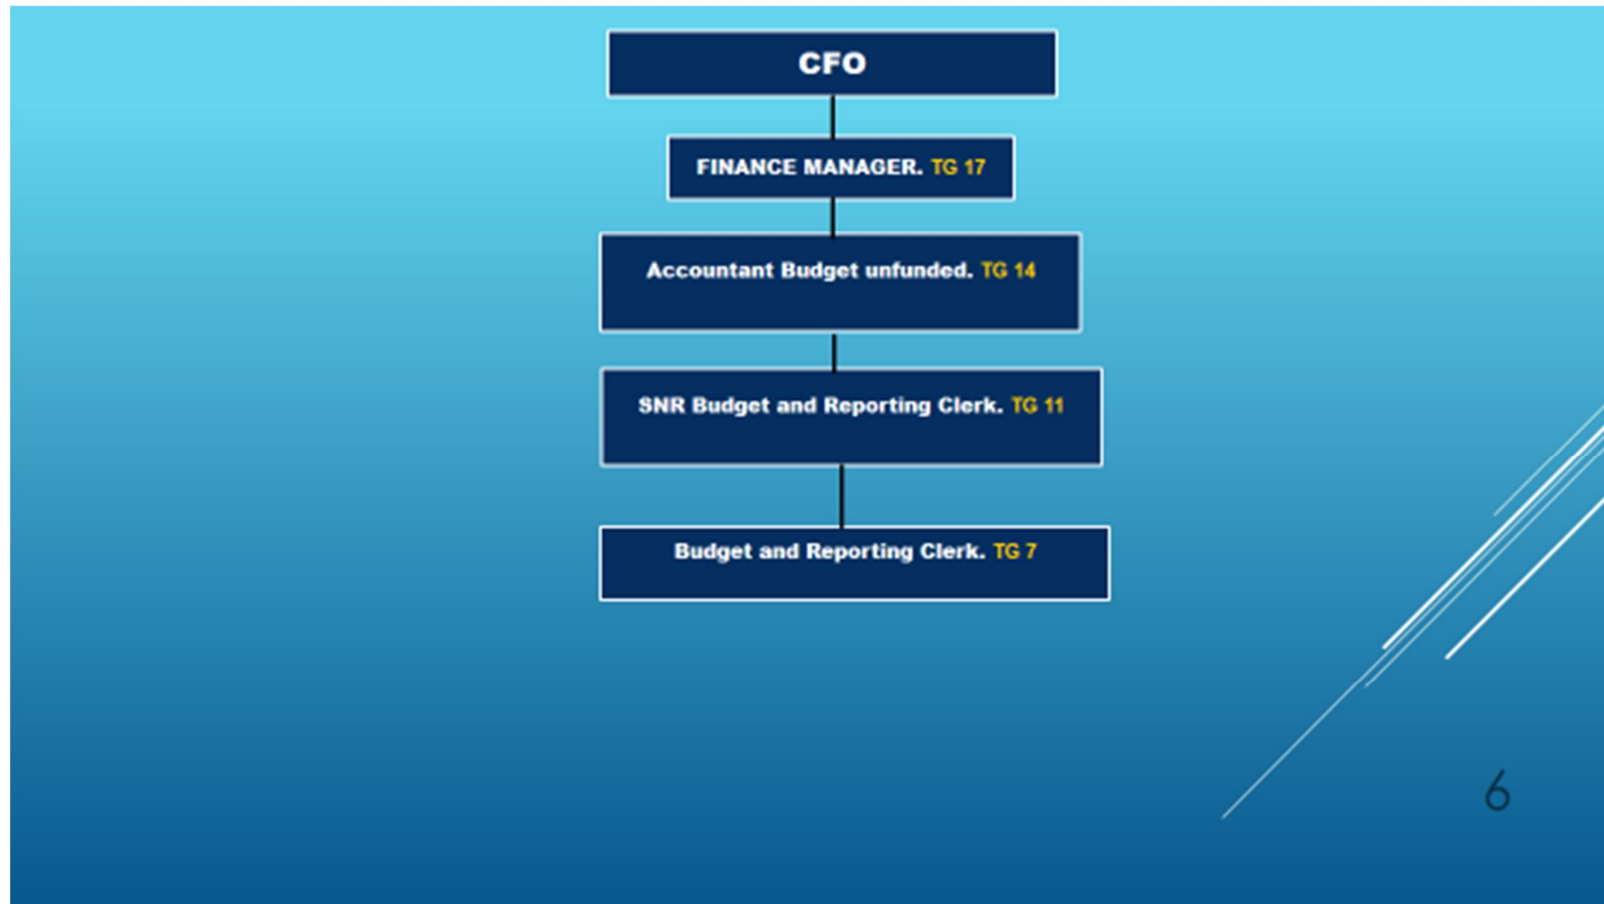 CFO
FINANCE MANAGER. TG 17
Accountant Budget unfunded. TG 14
SNR Budget and Reporting Clerk. TG 11
Budget and Reporting Clerk. TG 7
6